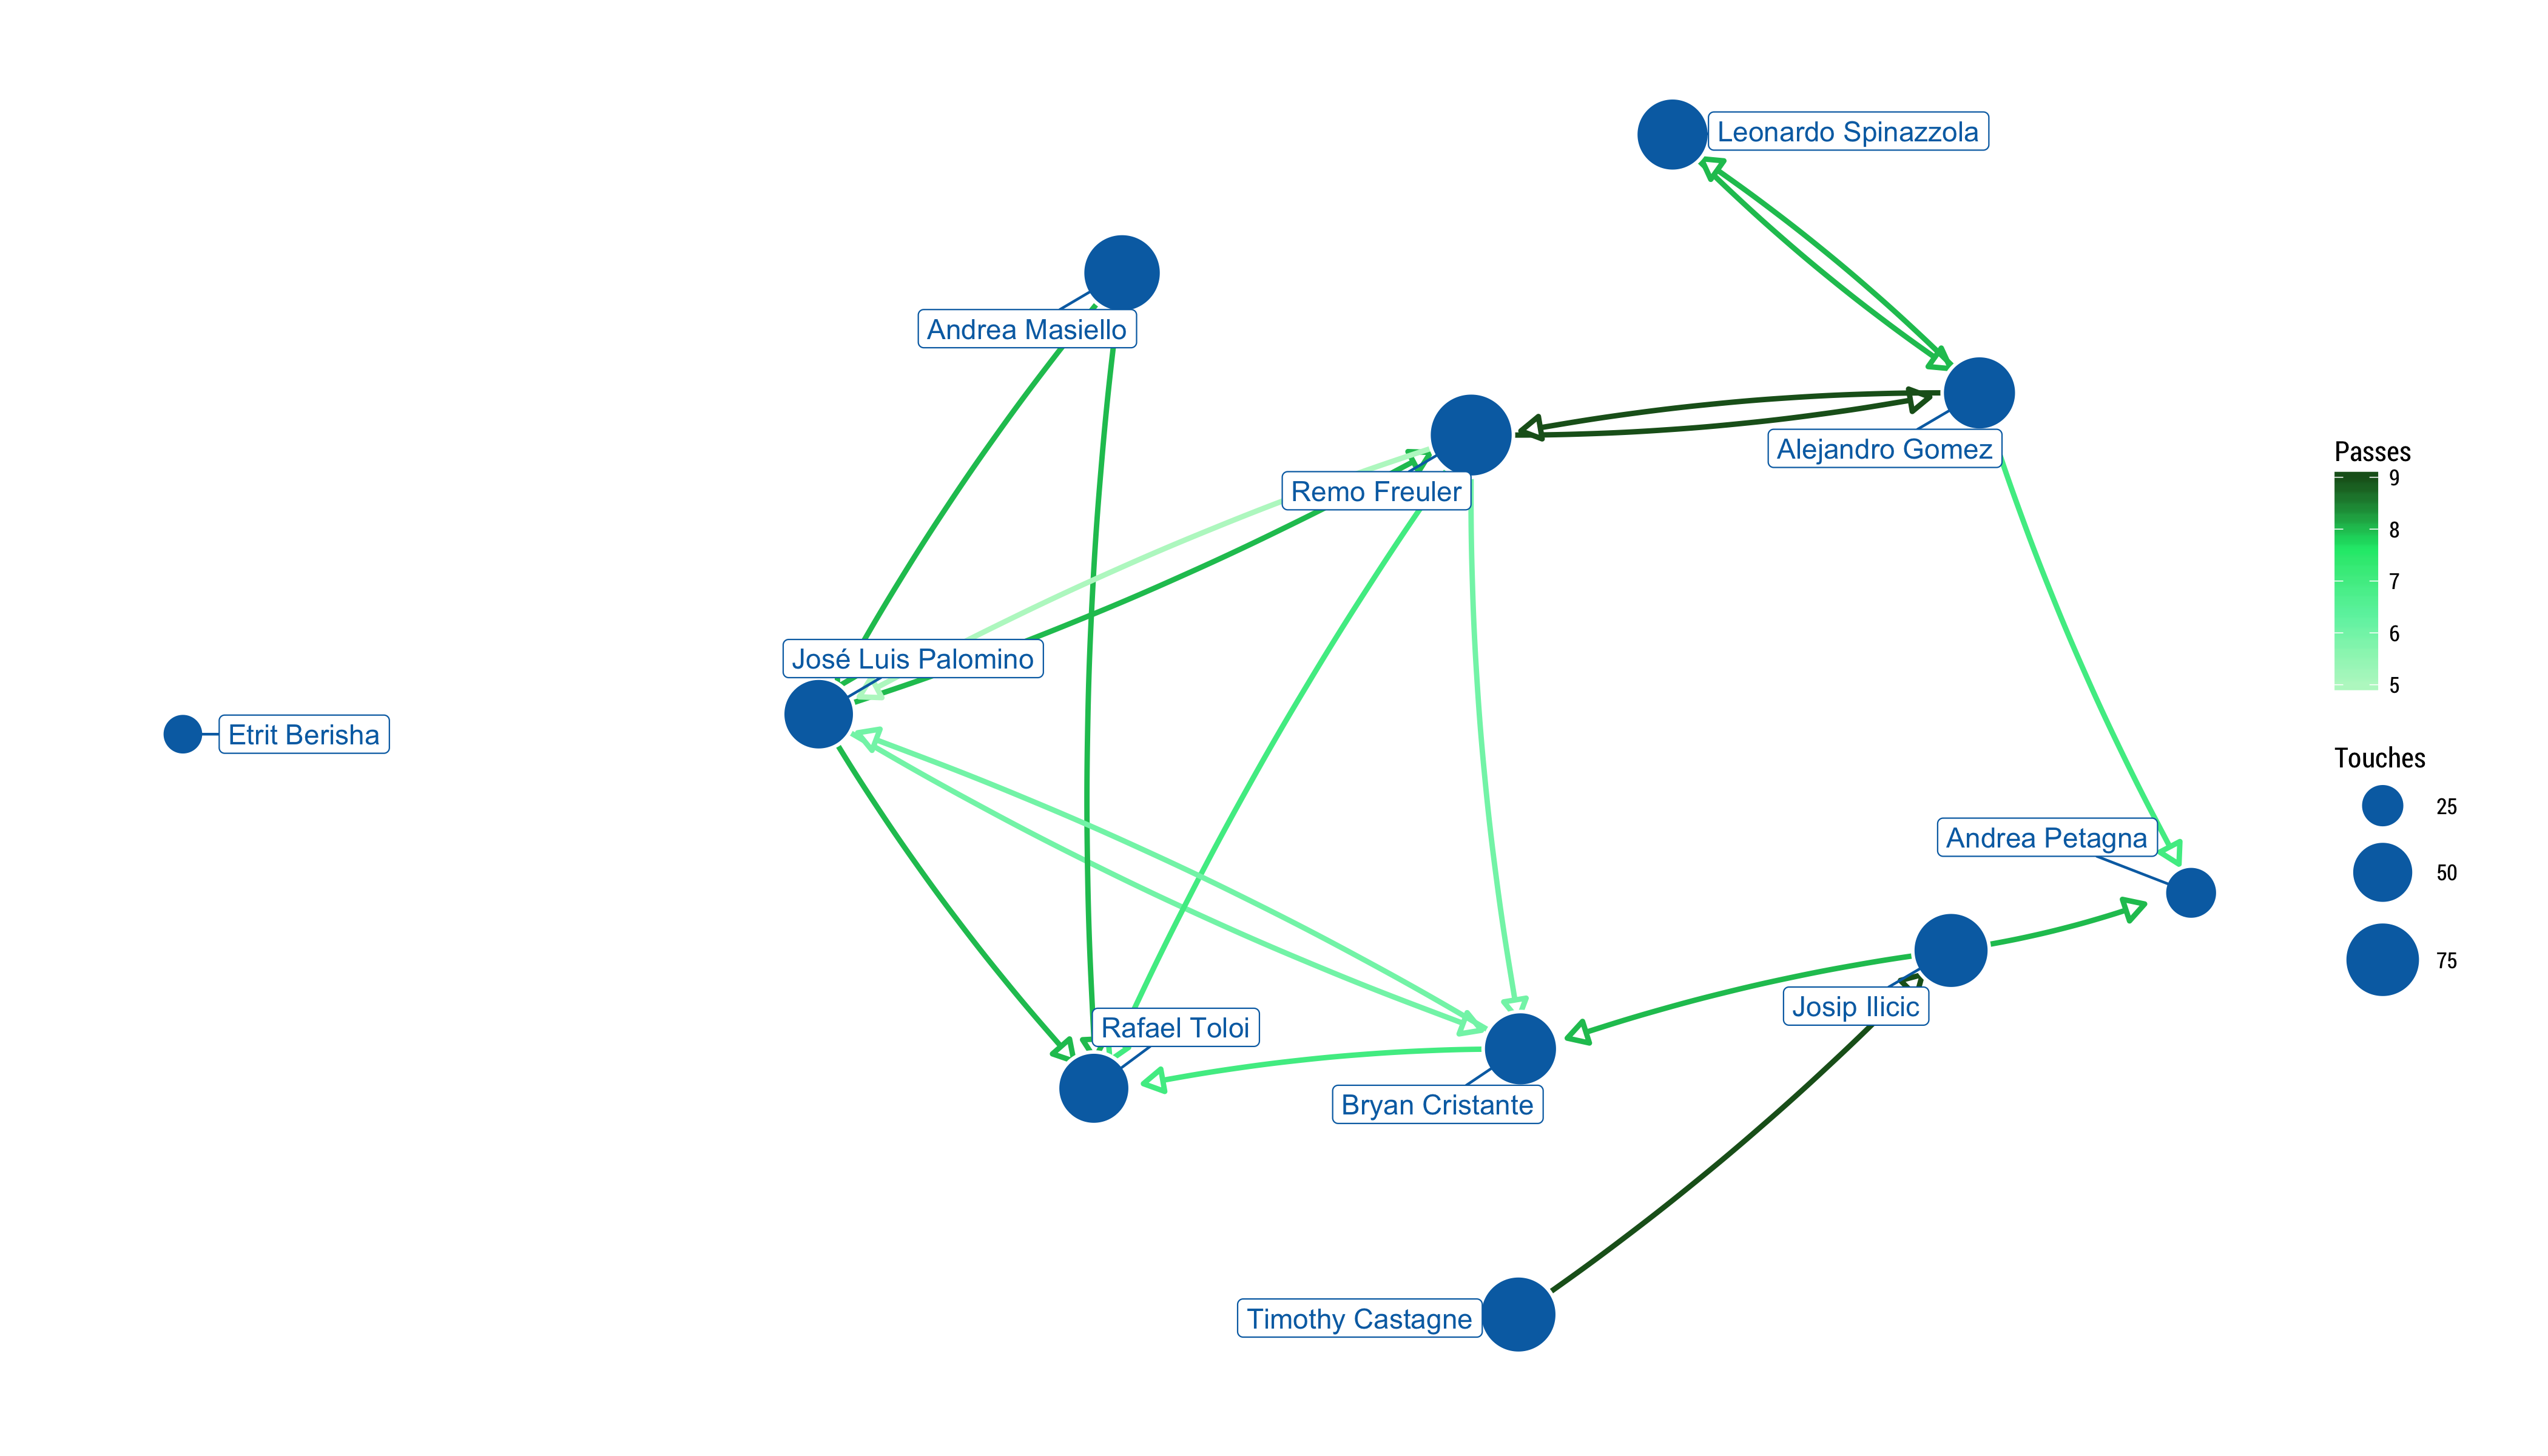 Leonardo Spinazzola
Andrea Masiello
Alejandro Gomez
Remo Freuler
José Luis Palomino
Etrit Berisha
Andrea Petagna
Josip Ilicic
Rafael Toloi
Bryan Cristante
Timothy Castagne
Passes
9
8
7
6
5
Touches
25
50
75